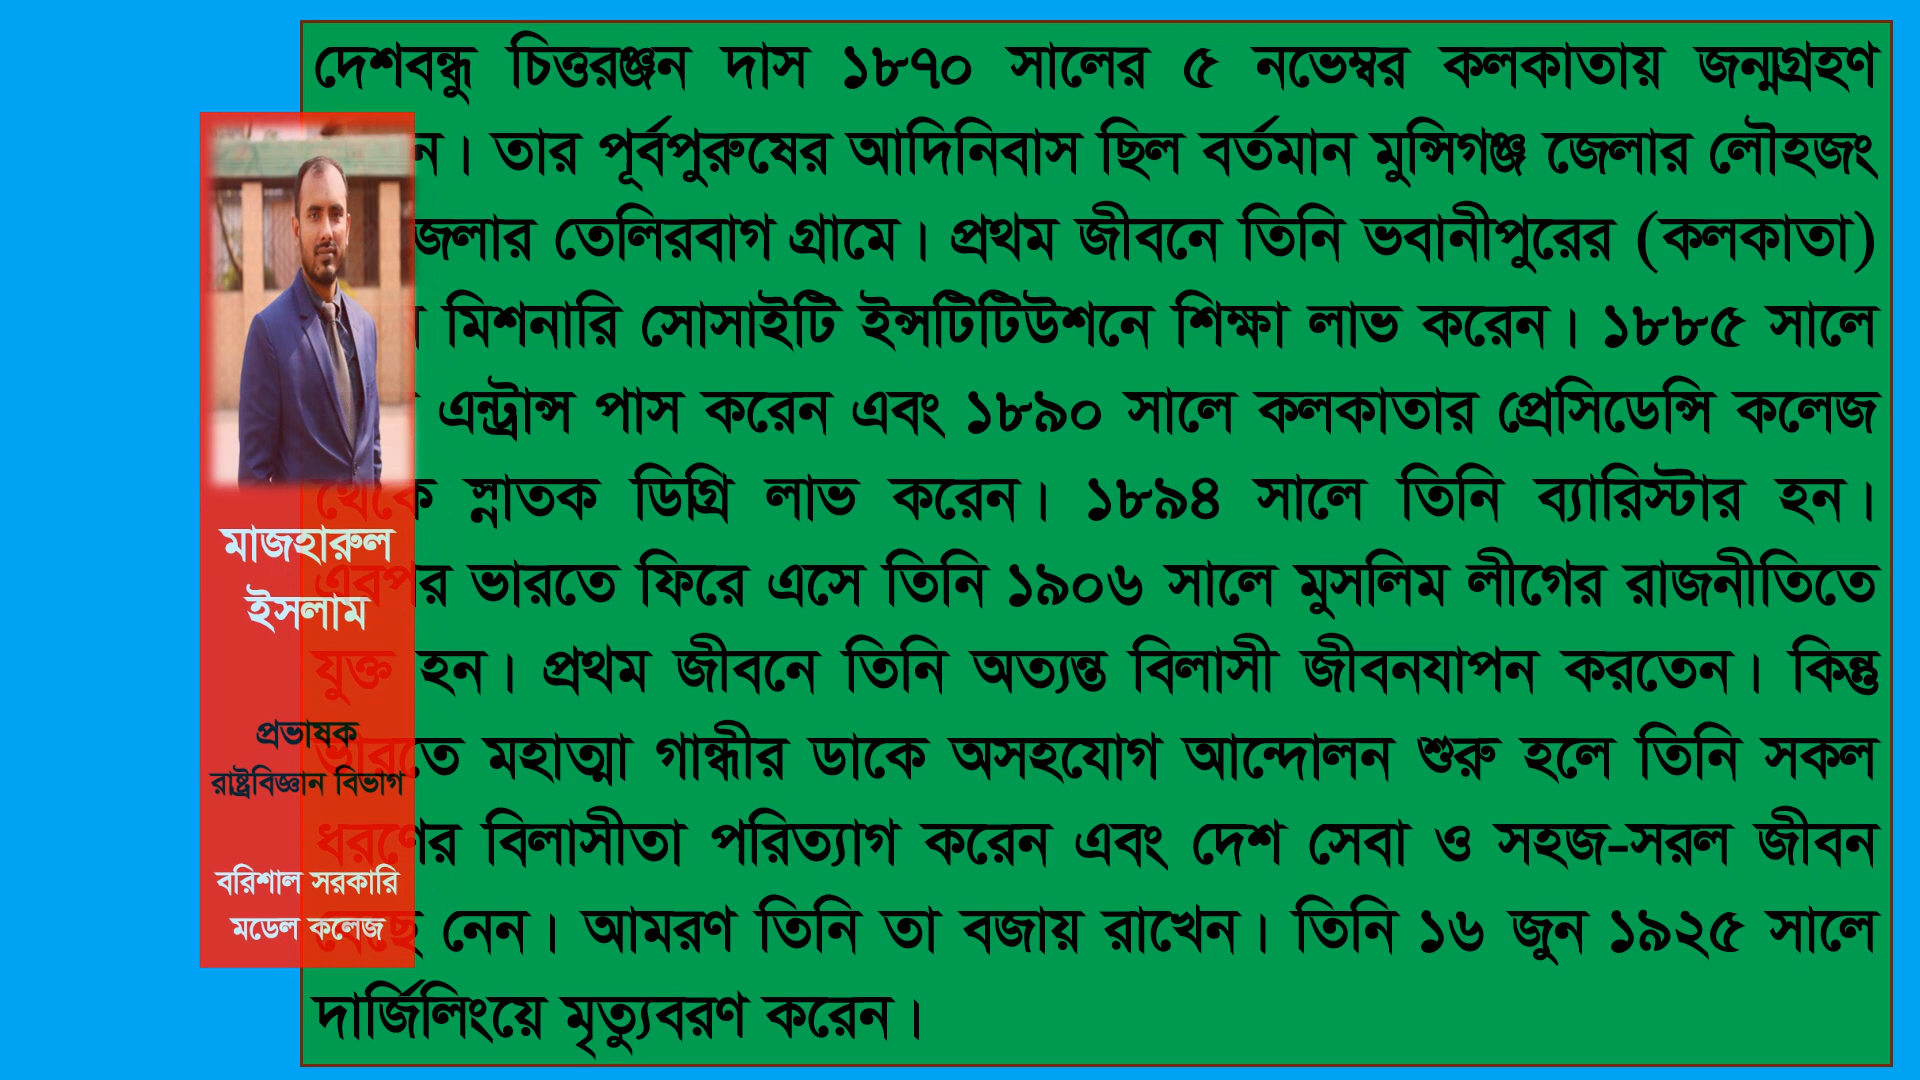 দেশবন্ধু চিত্তরঞ্জন দাস ১৮৭০ সালের ৫ নভেম্বর কলকাতায় জন্মগ্রহণ
ন। তার পূর্বপুরুষের আদিনিবাস ছিল বর্তমান মুন্সিগঞ্জ জেলার লৌহজং
জেলার তেলিরবাগ গ্রামে। প্রথম জীবনে তিনি ভবানীপুরের (কলকাতা)
মিশনারি সোসাইটি ইন্সটিটিউশনে শিক্ষা লাভ করেন। ১৮৮৫ সালে
এন্ট্রান্স পাস করেন এবং ১৮৯০ সালে কলকাতার প্রেসিডেন্সি কলেজ
থেকে স্নাতক ডিগ্রি লাভ করেন। ১৮৯৪ সালে তিনি ব্যারিস্টার হন।
এরপর ভারতে ফিরে এসে তিনি ১৯০৬ সালে মুসলিম লীগের রাজনীতিতে
যুক্ত হন। প্রথম জীবনে তিনি অত্যন্ত বিলাসী জীবনযাপন করতেন। কিন্তু
ভারতে মহাত্মা গান্ধীর ডাকে অসহযোগ আন্দোলন শুরু হলে তিনি সকল
ধরণের বিলাসীতা পরিত্যাগ করেন এবং দেশ সেবা ও সহজ-সরল জীবন
বেছে নেন। আমরণ তিনি তা বজায় রাখেন। তিনি ১৬ জুন ১৯২৫ সালে
দার্জিলিংয়ে মৃত্যুবরণ করেন।
মাজহারুল
ইসলাম
প্রভাষক
রাষ্ট্রবিজ্ঞান বিভাগ
বরিশাল সরকারি
মডেল কলেজ